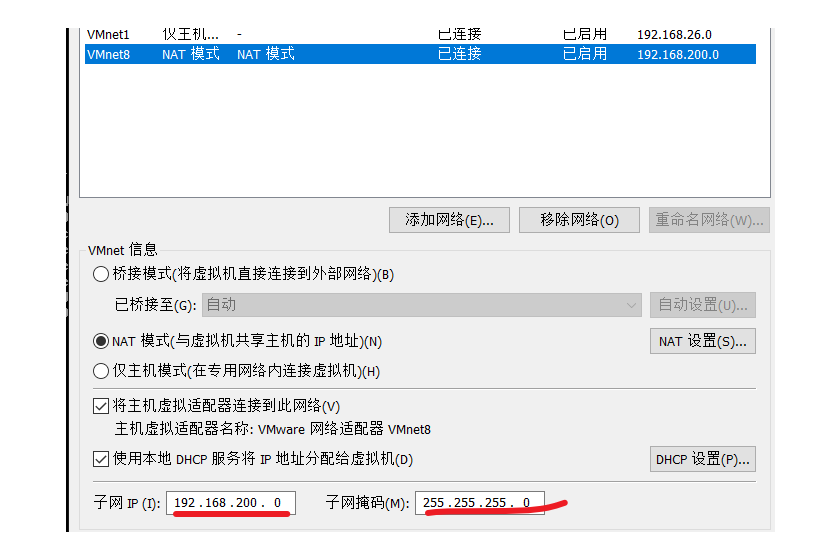 VMnet1 仅主机... - 已连接 已启用 192.168.26.0
VMnet8 NAT 模式 NAT 模式 已连接 已启用 192.168.200.0
添加网络(E)... 移除网络(O) 重命名网络(W)...
VMnet 信息
桥接模式(将虚拟机直接连接到外部网络)(B)
已桥接至(G): 自动 自动设置(U)...
NAT 模式(与虚拟机共享主机的 IP 地址)(N) NAT 设置(S)...
仅主机模式(在专用网络内连接虚拟机)(H)
将主机虚拟适配器连接到此网络(V)
主机虚拟适配器名称: VMware 网络适配器 VMnet8
使用本地 DHCP 服务将 IP 地址分配给虚拟机(D) DHCP 设置(P)...
子网 IP (I): 192 . 168 . 200 . 0 子网掩码(M): 255 . 255 . 255 . 0